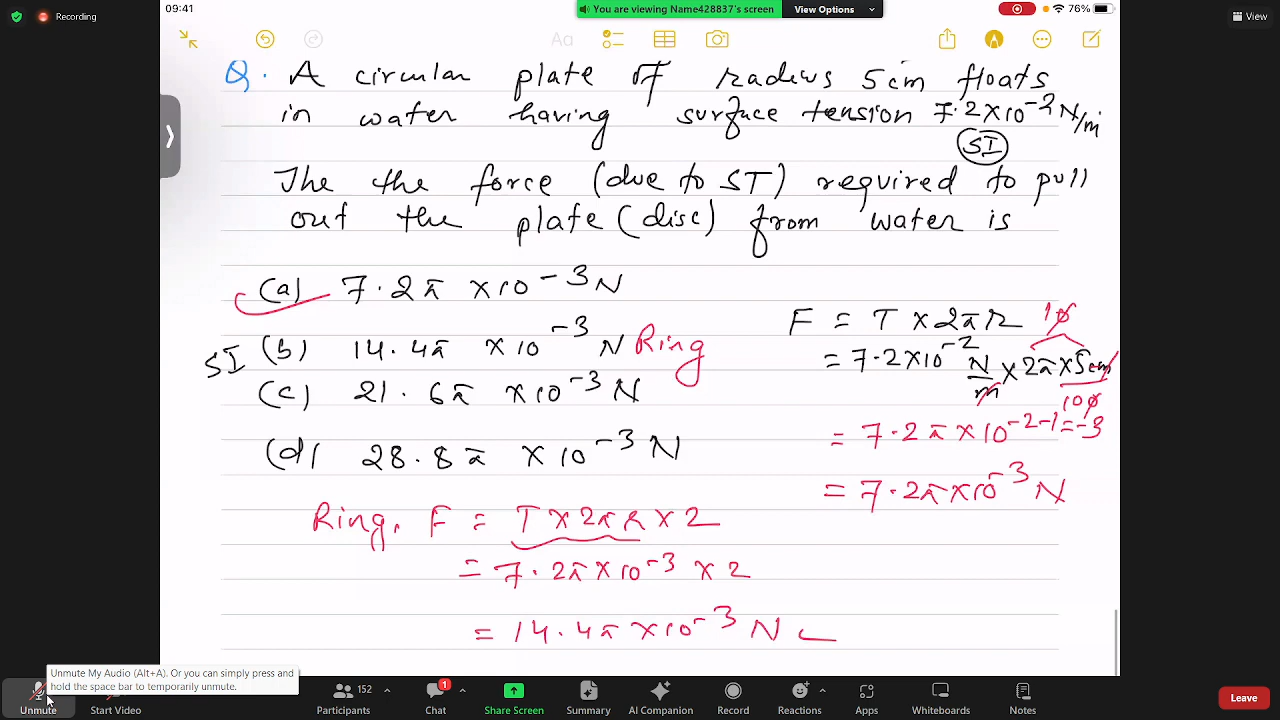 09:41
Recording
You are viewing Name428837's screen
View Options
76%
View
Aa
Q. A circular plate of radius 5cm floats
in water having surface tension 7.2×10⁻² N/m
SI
The the force (due to ST) required to pull
out the plate (disc) from water is
(a) 7.2π ×10⁻³ N
(b) 14.4π ×10⁻³ N Ring
SI
(c) 21.6π ×10⁻³ N
(d) 28.8π ×10⁻³ N
F = T × 2πR
10
= 7.2×10⁻² N/m × 2π × 5cm
100
= 7.2π×10⁻²⁻¹⁼⁻³
= 7.2π×10⁻³ N
Ring, F = T × 2πR × 2
= 7.2π×10⁻³ × 2
= 14.4π×10⁻³ N
Unmute My Audio (Alt+A). Or you can simply press and
hold the space bar to temporarily unmute.
Unmute
Start Video
152
Participants
1
Chat
Share Screen
Summary
AI Companion
Record
Reactions
Apps
Whiteboards
Notes
Leave